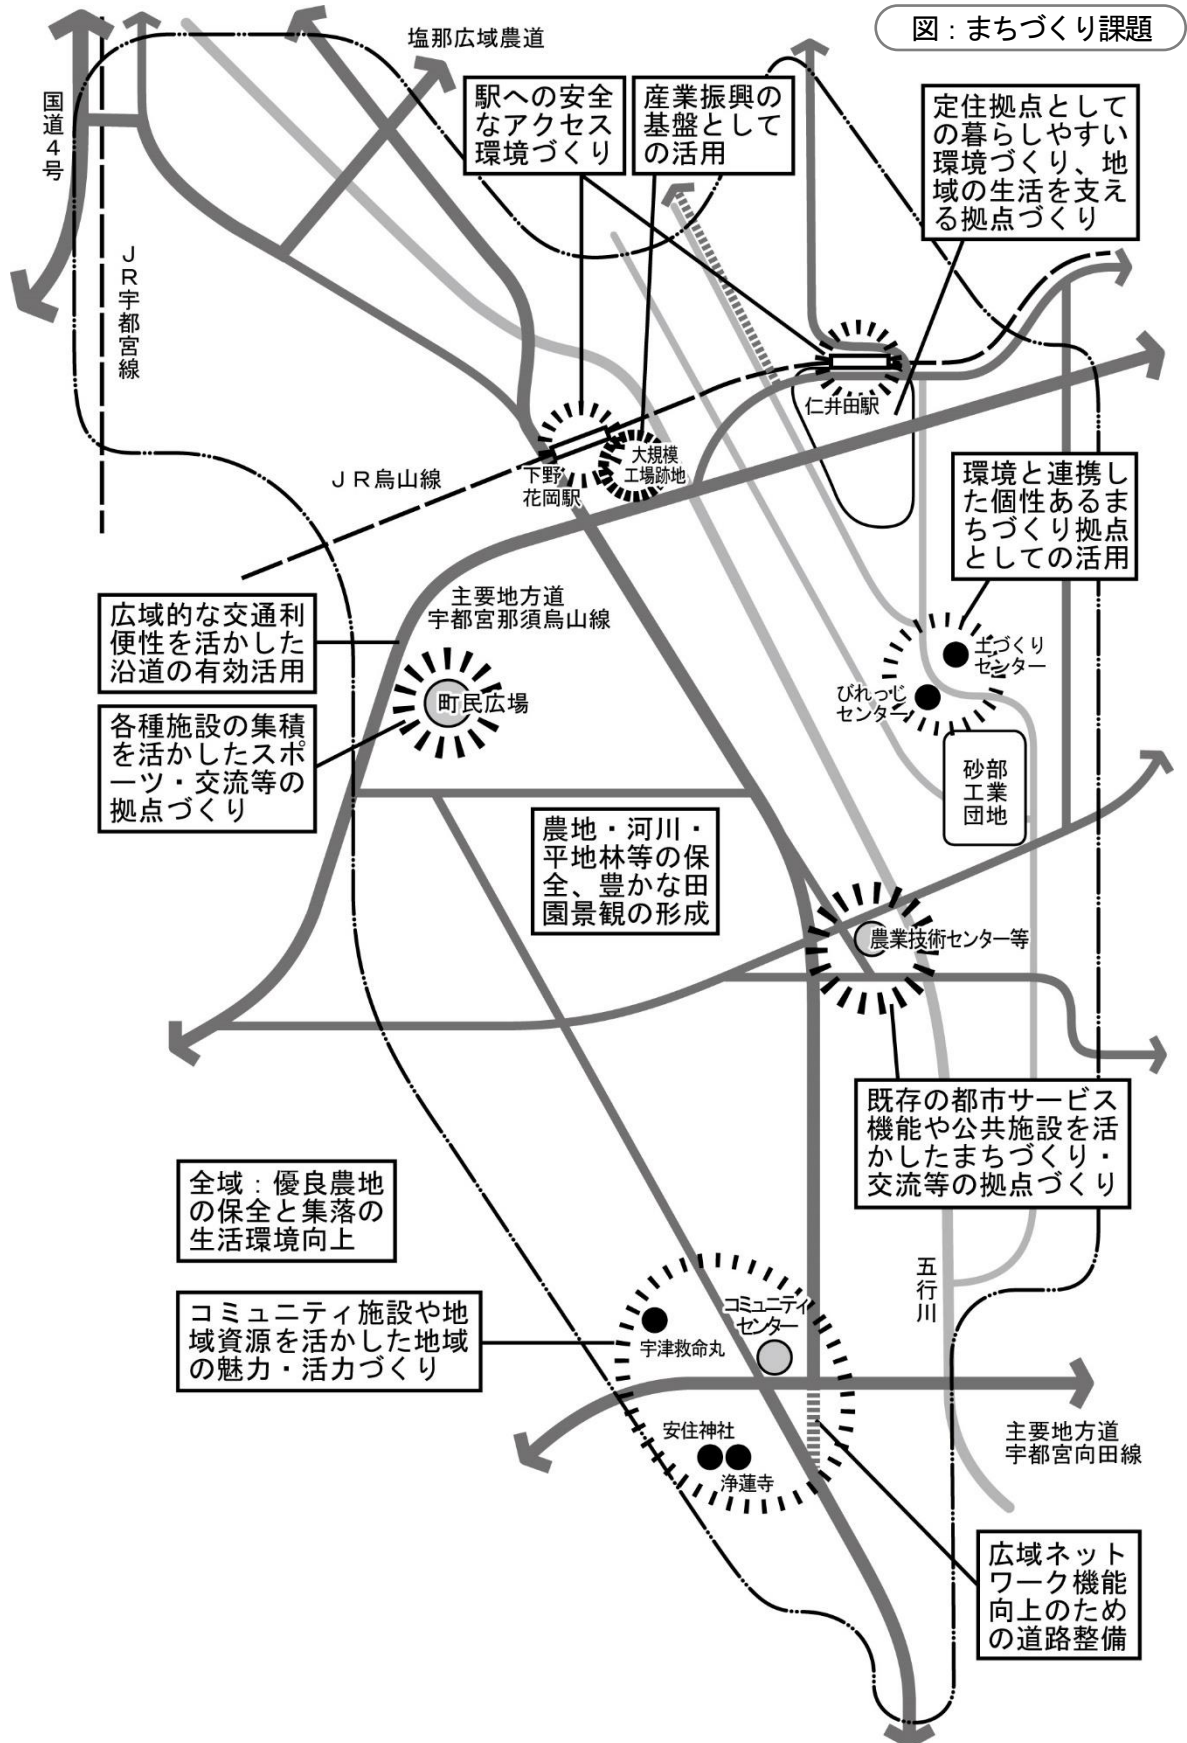 図：まちづくり課題
塩那広域農道
国道４号
ＪＲ宇都宮線
駅への安全
なアクセス
環境づくり
産業振興の
基盤として
の活用
定住拠点として
の暮らしやすい
環境づくり、地
域の生活を支え
る拠点づくり
仁井田駅
ＪＲ烏山線
下野
花岡駅
大規模
工場跡地
環境と連携し
た個性あるま
ちづくり拠点
としての活用
主要地方道
宇都宮那須烏山線
広域的な交通利
便性を活かした
沿道の有効活用
町民広場
各種施設の集積
を活かしたスポ
ーツ・交流等の
拠点づくり
土づくり
センター
びれっじ
センター
砂部
工業
団地
農地・河川・
平地林等の保
全、豊かな田
園景観の形成
農業技術センター等
既存の都市サービス
機能や公共施設を活
かしたまちづくり・
交流等の拠点づくり
全域：優良農地
の保全と集落の
生活環境向上
五行川
コミュニティ施設や地
域資源を活かした地域
の魅力・活力づくり
コミュニティ
センター
宇津救命丸
安住神社
浄蓮寺
主要地方道
宇都宮向田線
広域ネット
ワーク機能
向上のため
の道路整備